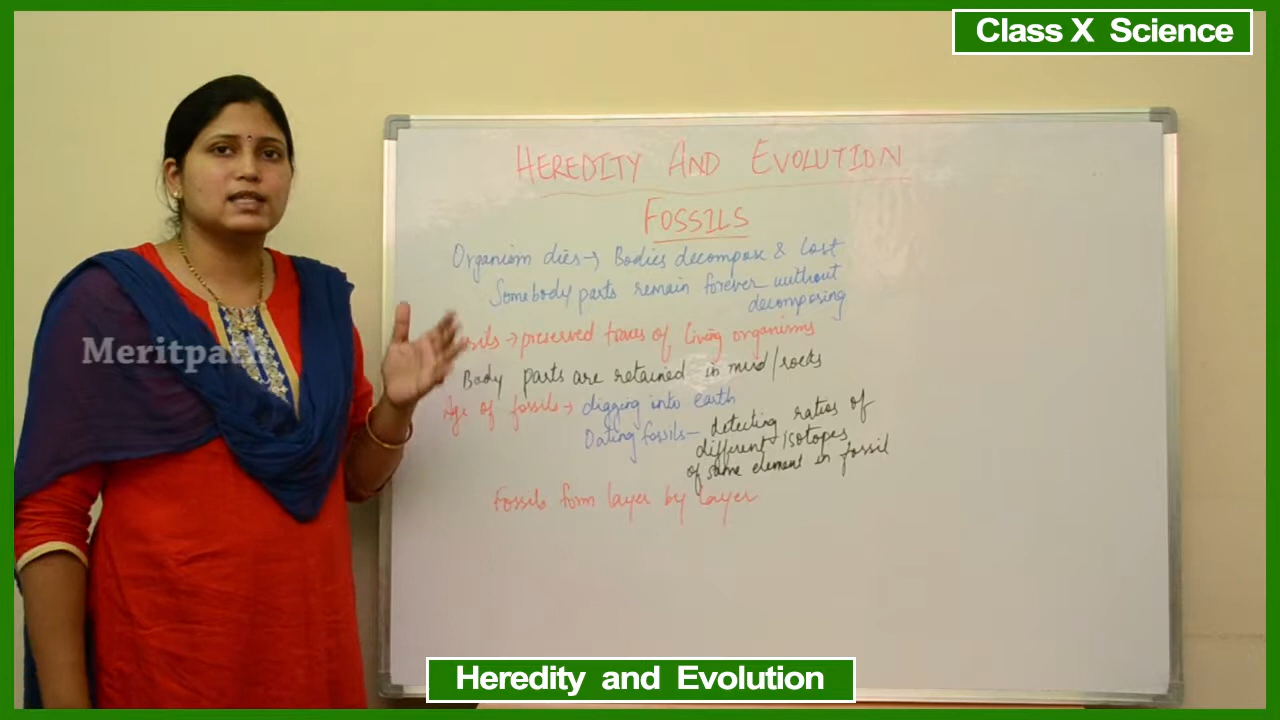 Class X Science
HEREDITY AND EVOLUTION
FOSSILS
Organism dies→ Bodies decompose & lost
Somebody parts remain forever without
decomposing
ssils → preserved traces of living organisms
Body parts are retained in mud/rocks
Age of fossils→ digging into earth
Dating fossils– detecting ratios of
different Isotopes
of same element in fossil
Fossils form layer by layer
Meritpath
Heredity and Evolution